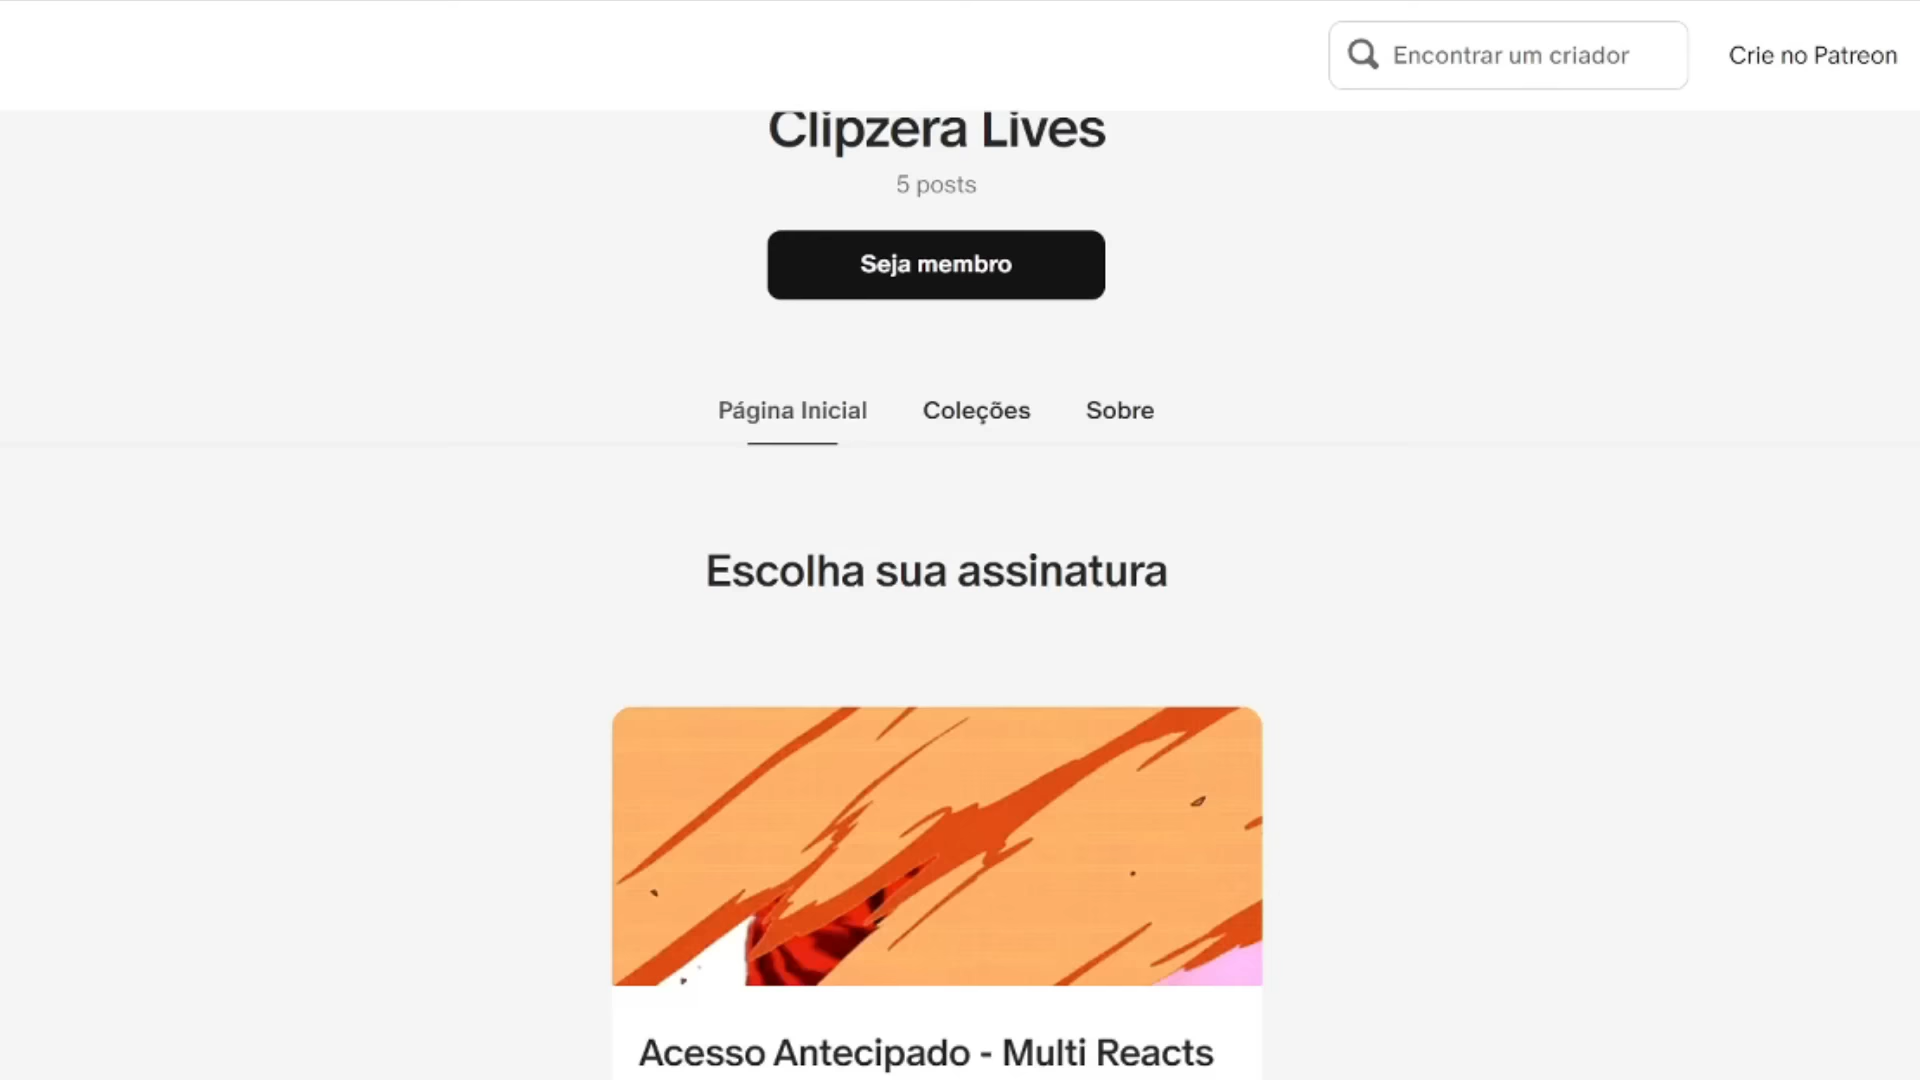 Encontrar um criador
Crie no Patreon
Clipzera Lives
5 posts
Seja membro
Página Inicial
Coleções
Sobre
Escolha sua assinatura
Acesso Antecipado - Multi Reacts